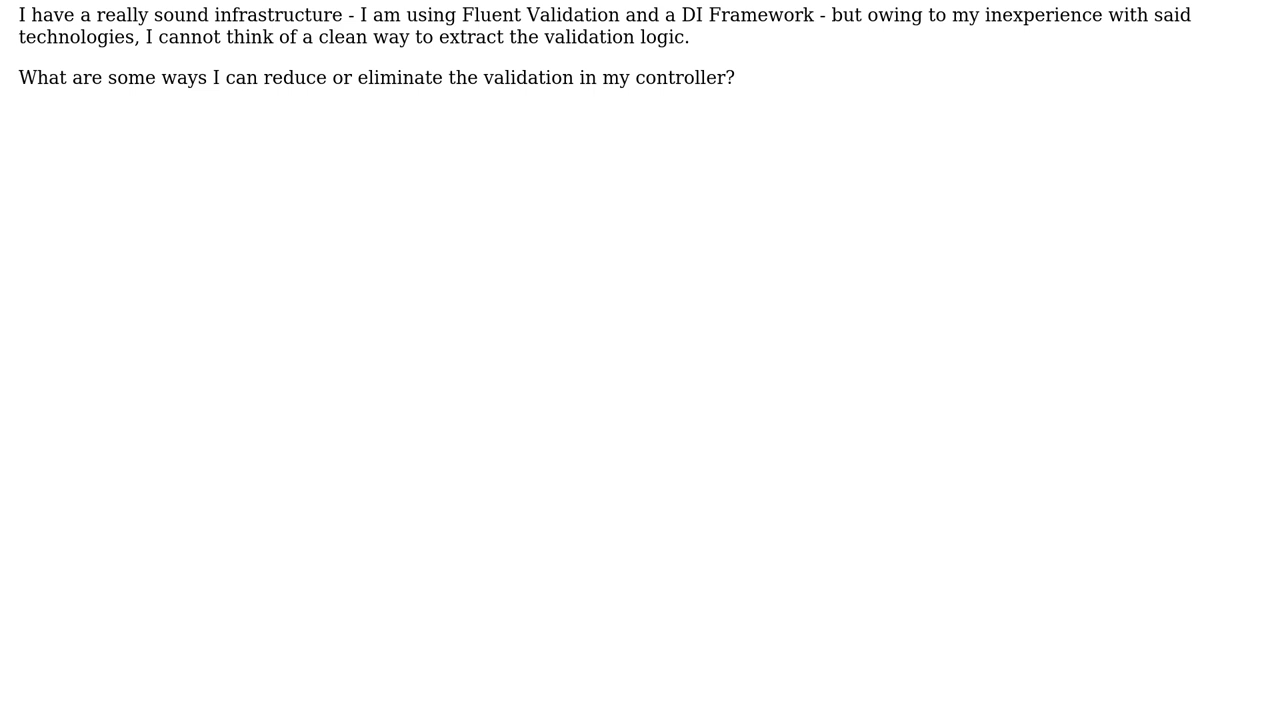 I have a really sound infrastructure - I am using Fluent Validation and a DI Framework - but owing to my inexperience with said
technologies, I cannot think of a clean way to extract the validation logic.
What are some ways I can reduce or eliminate the validation in my controller?